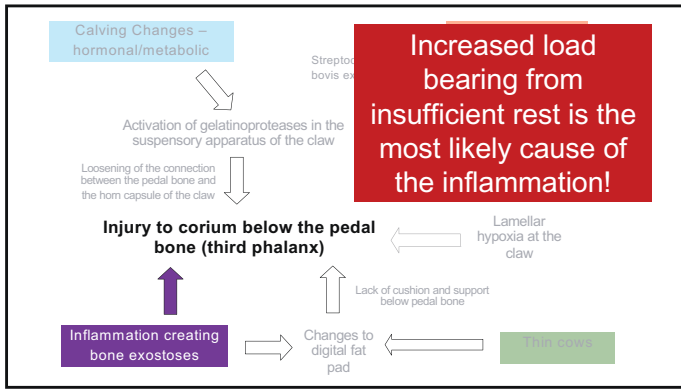 Calving Changes –
hormonal/metabolic
Increased load
bearing from
insufficient rest is the
most likely cause of
the inflammation!
bovis ex
Activation of gelatinoproteases in the
suspensory apparatus of the claw
Loosening of the connection
between the pedal bone and
the horn capsule of the claw
Injury to corium below the pedal
bone (third phalanx)
Lamellar
hypoxia at the
claw
Lack of cushion and support
below pedal bone
Inflammation creating
bone exostoses
Changes to
digital fat
pad
Thin cows